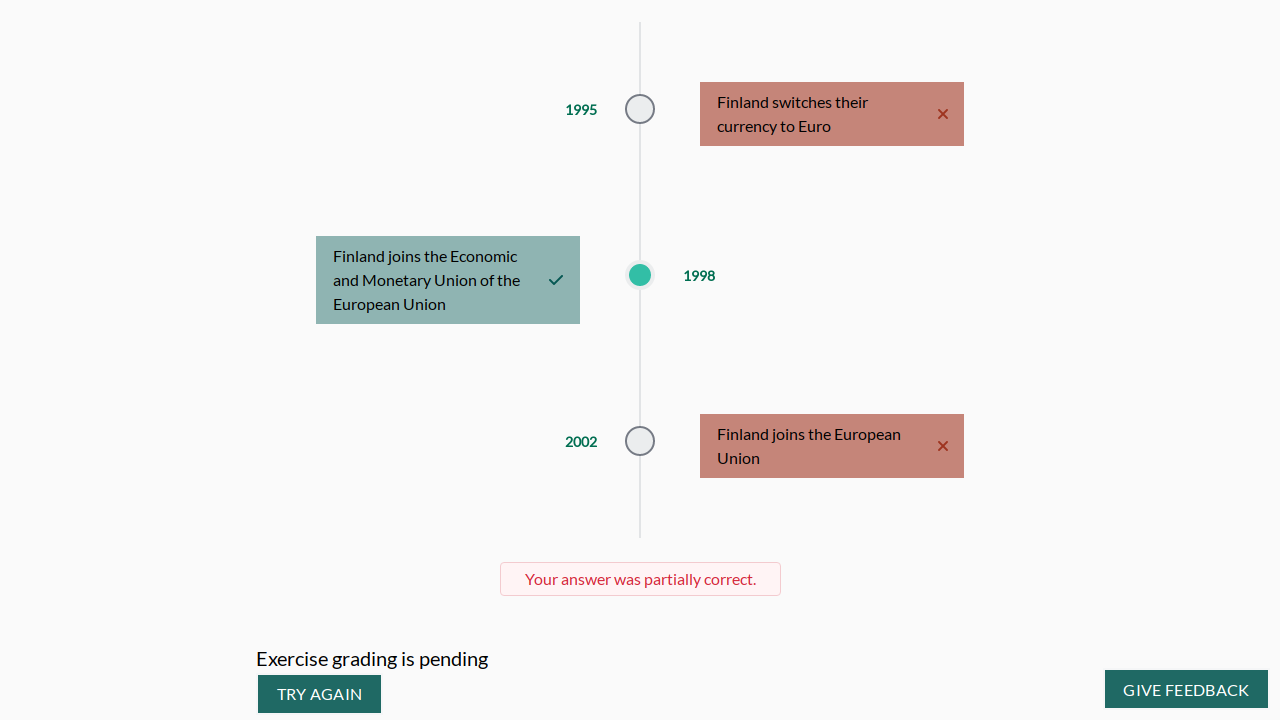 1995
Finland switches their
currency to Euro
Finland joins the Economic
and Monetary Union of the
European Union
1998
2002
Finland joins the European
Union
Your answer was partially correct.
Exercise grading is pending
TRY AGAIN
GIVE FEEDBACK